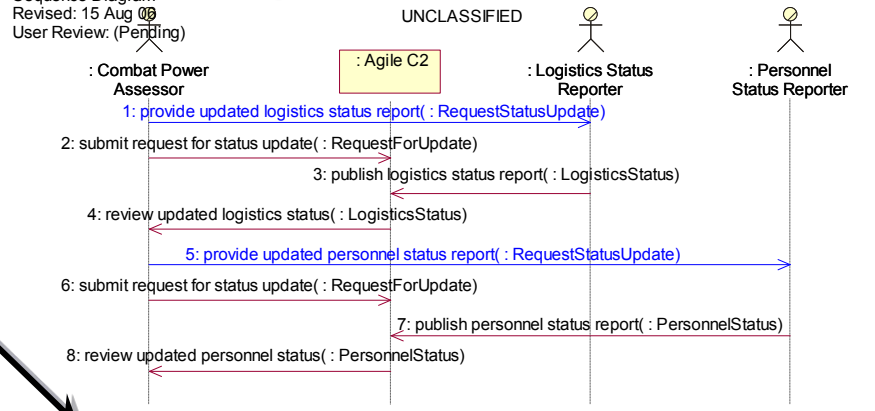 Sequence Diagram
Revised: 15 Aug 06
User Review: (Pending)
UNCLASSIFIED
: Combat Power
Assessor
: Agile C2
: Logistics Status
Reporter
: Personnel
Status Reporter
1: provide updated logistics status report( : RequestStatusUpdate)
2: submit request for status update( : RequestForUpdate)
3: publish logistics status report( : LogisticsStatus)
4: review updated logistics status( : LogisticsStatus)
5: provide updated personnel status report( : RequestStatusUpdate)
6: submit request for status update( : RequestForUpdate)
7: publish personnel status report( : PersonnelStatus)
8: review updated personnel status( : PersonnelStatus)